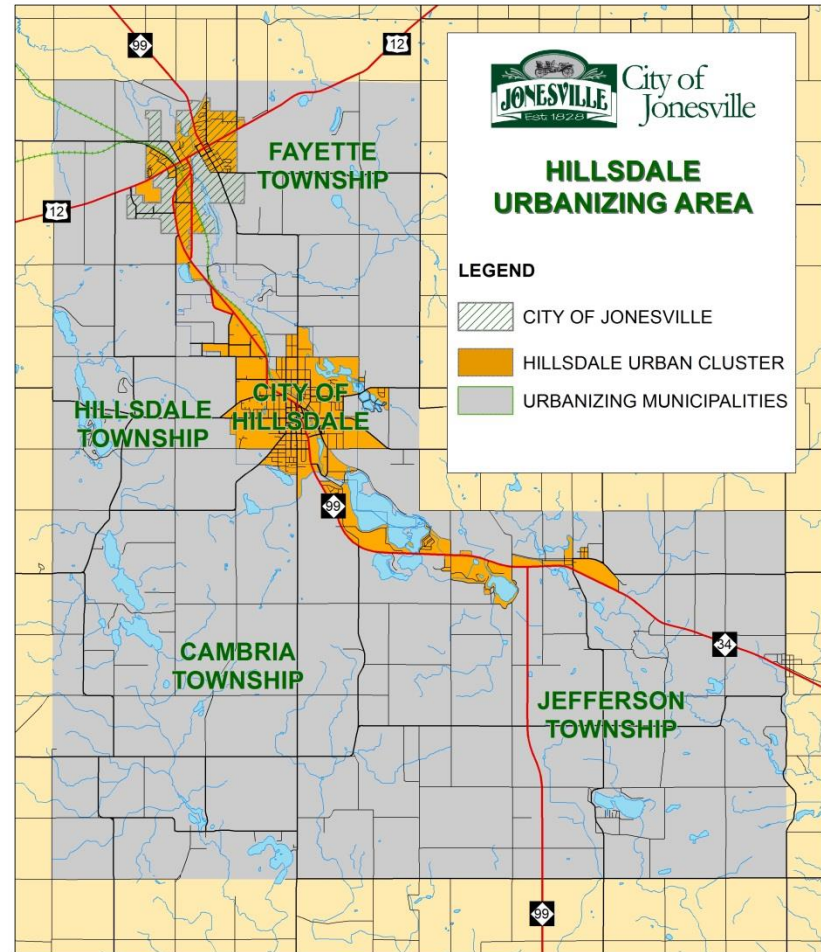 99
12
JONESVILLE
Est 1828
City of
Jonesville
HILLSDALE
URBANIZING AREA
LEGEND
CITY OF JONESVILLE
HILLSDALE URBAN CLUSTER
URBANIZING MUNICIPALITIES
FAYETTE
TOWNSHIP
12
HILLSDALE
TOWNSHIP
CITY OF
HILLSDALE
99
CAMBRIA
TOWNSHIP
34
JEFFERSON
TOWNSHIP
99